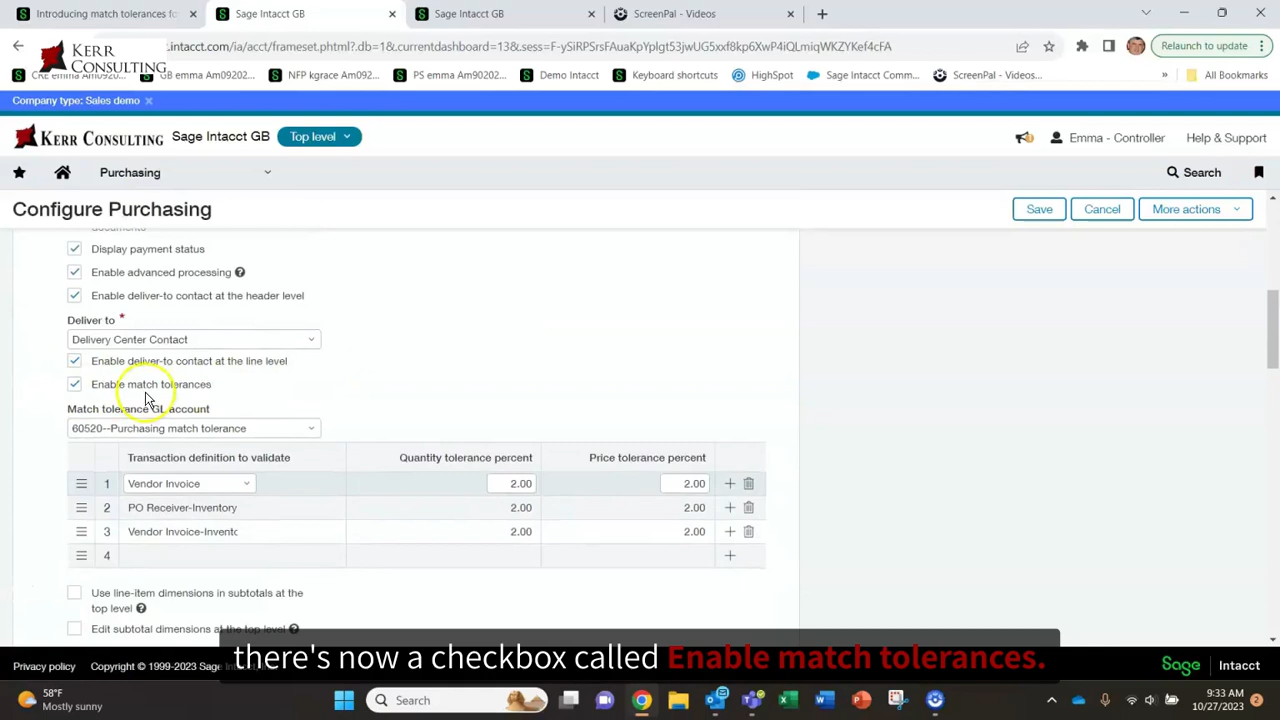 Introducing match tolerances fo
Sage Intacct GB
Sage Intacct GB
ScreenPal - Videos
.intacct.com/ia/acct/frameset.phtml?.db=1&currentdashboard=13&.sess=F-ySiRPSrsFAuaKpYplgt53jwUG5xxf8kp6XwP4iQLmiqWKZYKef4cFA
Relaunch to update
KERR
CONSULTING
CRE emma Am0920
GB emma Am09202...
NFP kgrace Am092...
PS emma Am90202...
Demo Intacct
Keyboard shortcuts
HighSpot
Sage Intacct Comm...
ScreenPal - Videos...
»
All Bookmarks
Company type: Sales demo
KERR CONSULTING
Sage Intacct GB
Top level
Emma - Controller
Help & Support
Purchasing
Search
Configure Purchasing
Save
Cancel
More actions
documents
Display payment status
Enable advanced processing
Enable deliver-to contact at the header level
Deliver to *
Delivery Center Contact
Enable deliver-to contact at the line level
Enable match tolerances
Match tolerance GL account
60520--Purchasing match tolerance
Transaction definition to validate Quantity tolerance percent Price tolerance percent
1 Vendor Invoice 2.00 2.00
2 PO Receiver-Inventory 2.00 2.00
3 Vendor Invoice-Invento 2.00 2.00
4
Use line-item dimensions in subtotals at the
top level
Edit subtotal dimensions at the top level
there's now a checkbox called Enable match tolerances.
Privacy policy
Copyright © 1999-2023 Sage
Sage Intacct
58°F
Mostly sunny
Search
9:33 AM
10/27/2023